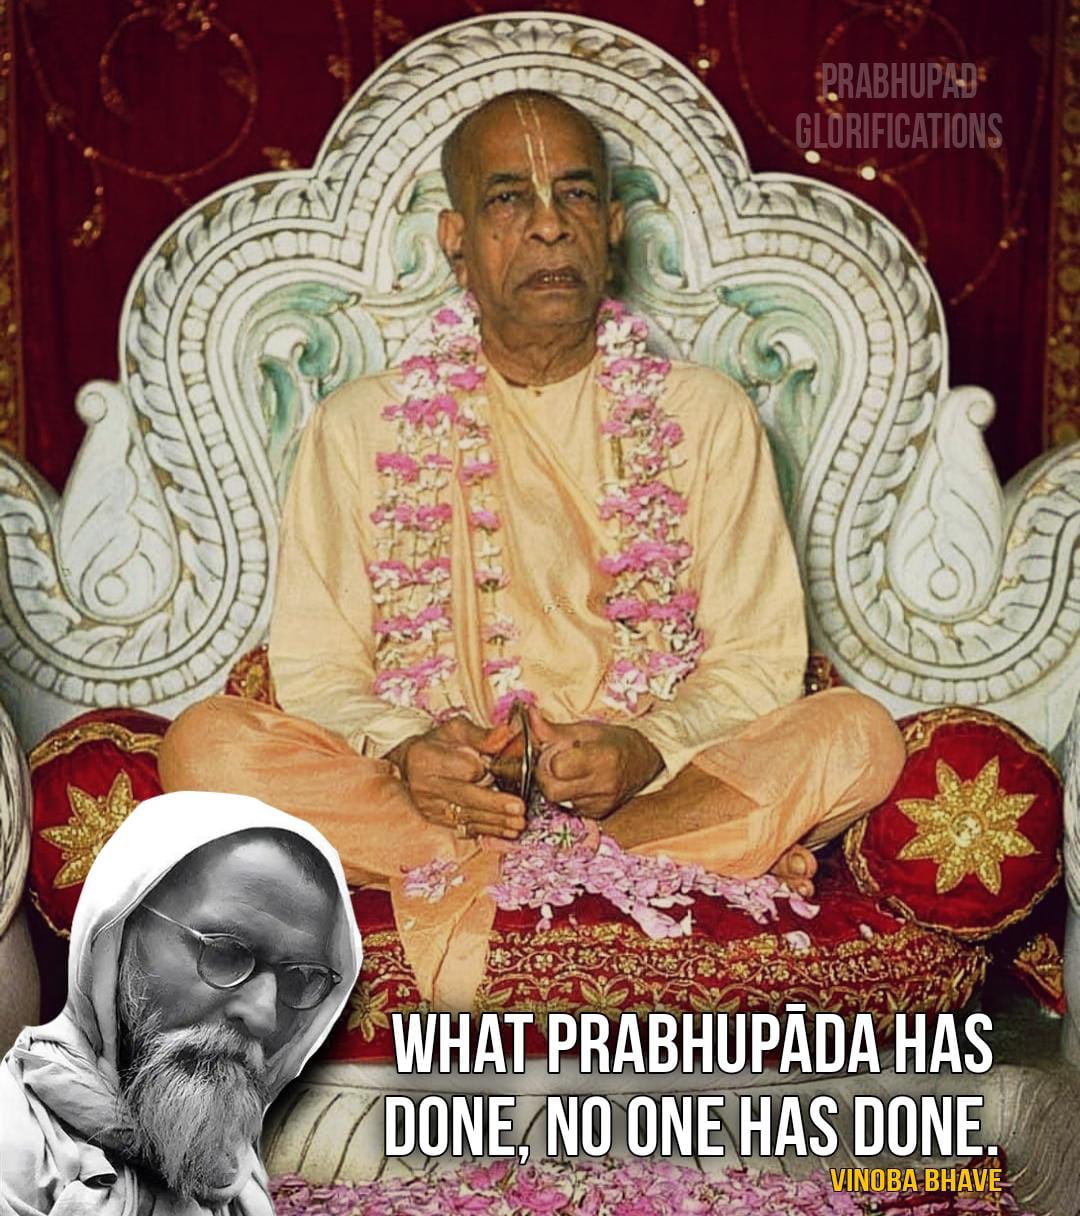 PRABHUPAD
GLORIFICATIONS
WHAT PRABHUPĀDA HAS
DONE, NO ONE HAS DONE.
VINOBA BHAVE